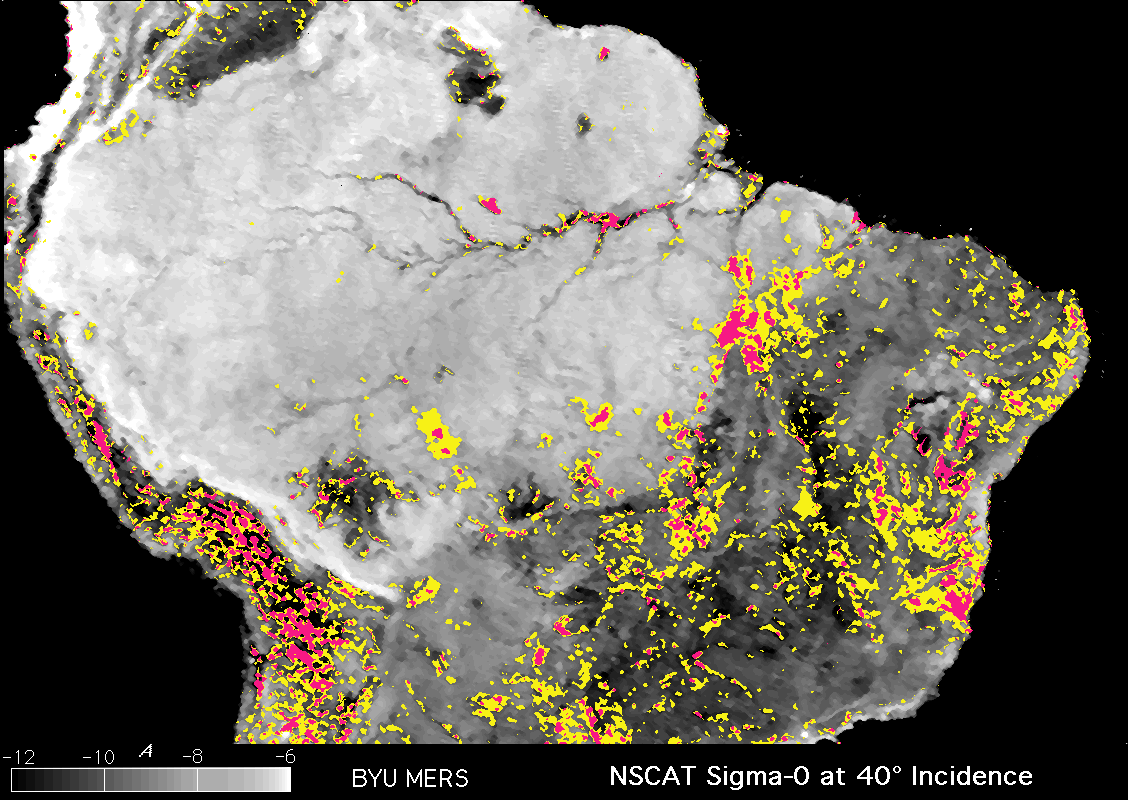 -12 -10 A -8 -6
BYU MERS
NSCAT Sigma-0 at 40° Incidence